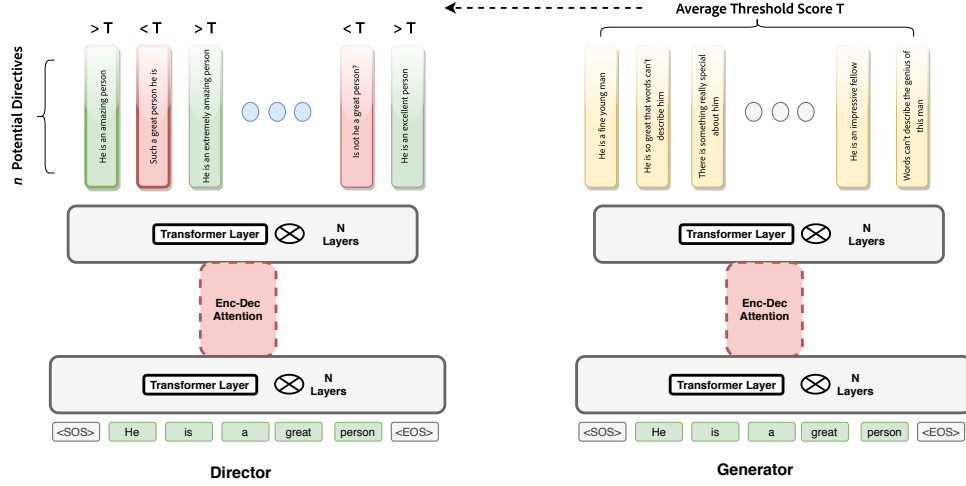 Average Threshold Score T
> T
< T
> T
< T
> T
n Potential Directives
He is an amazing person
Such a great person he is
He is an extremely amazing person
Is not he a great person?
He is an excellent person
He is a fine young man
He is so great that words can't
describe him
There is something really special
about him
He is an impressive fellow
Words can't describe the genius of
this man
Transformer Layer
N
Layers
Transformer Layer
N
Layers
Enc-Dec
Attention
Enc-Dec
Attention
Transformer Layer
N
Layers
Transformer Layer
N
Layers
<SOS> He is a great person <EOS>
<SOS> He is a great person <EOS>
Director
Generator